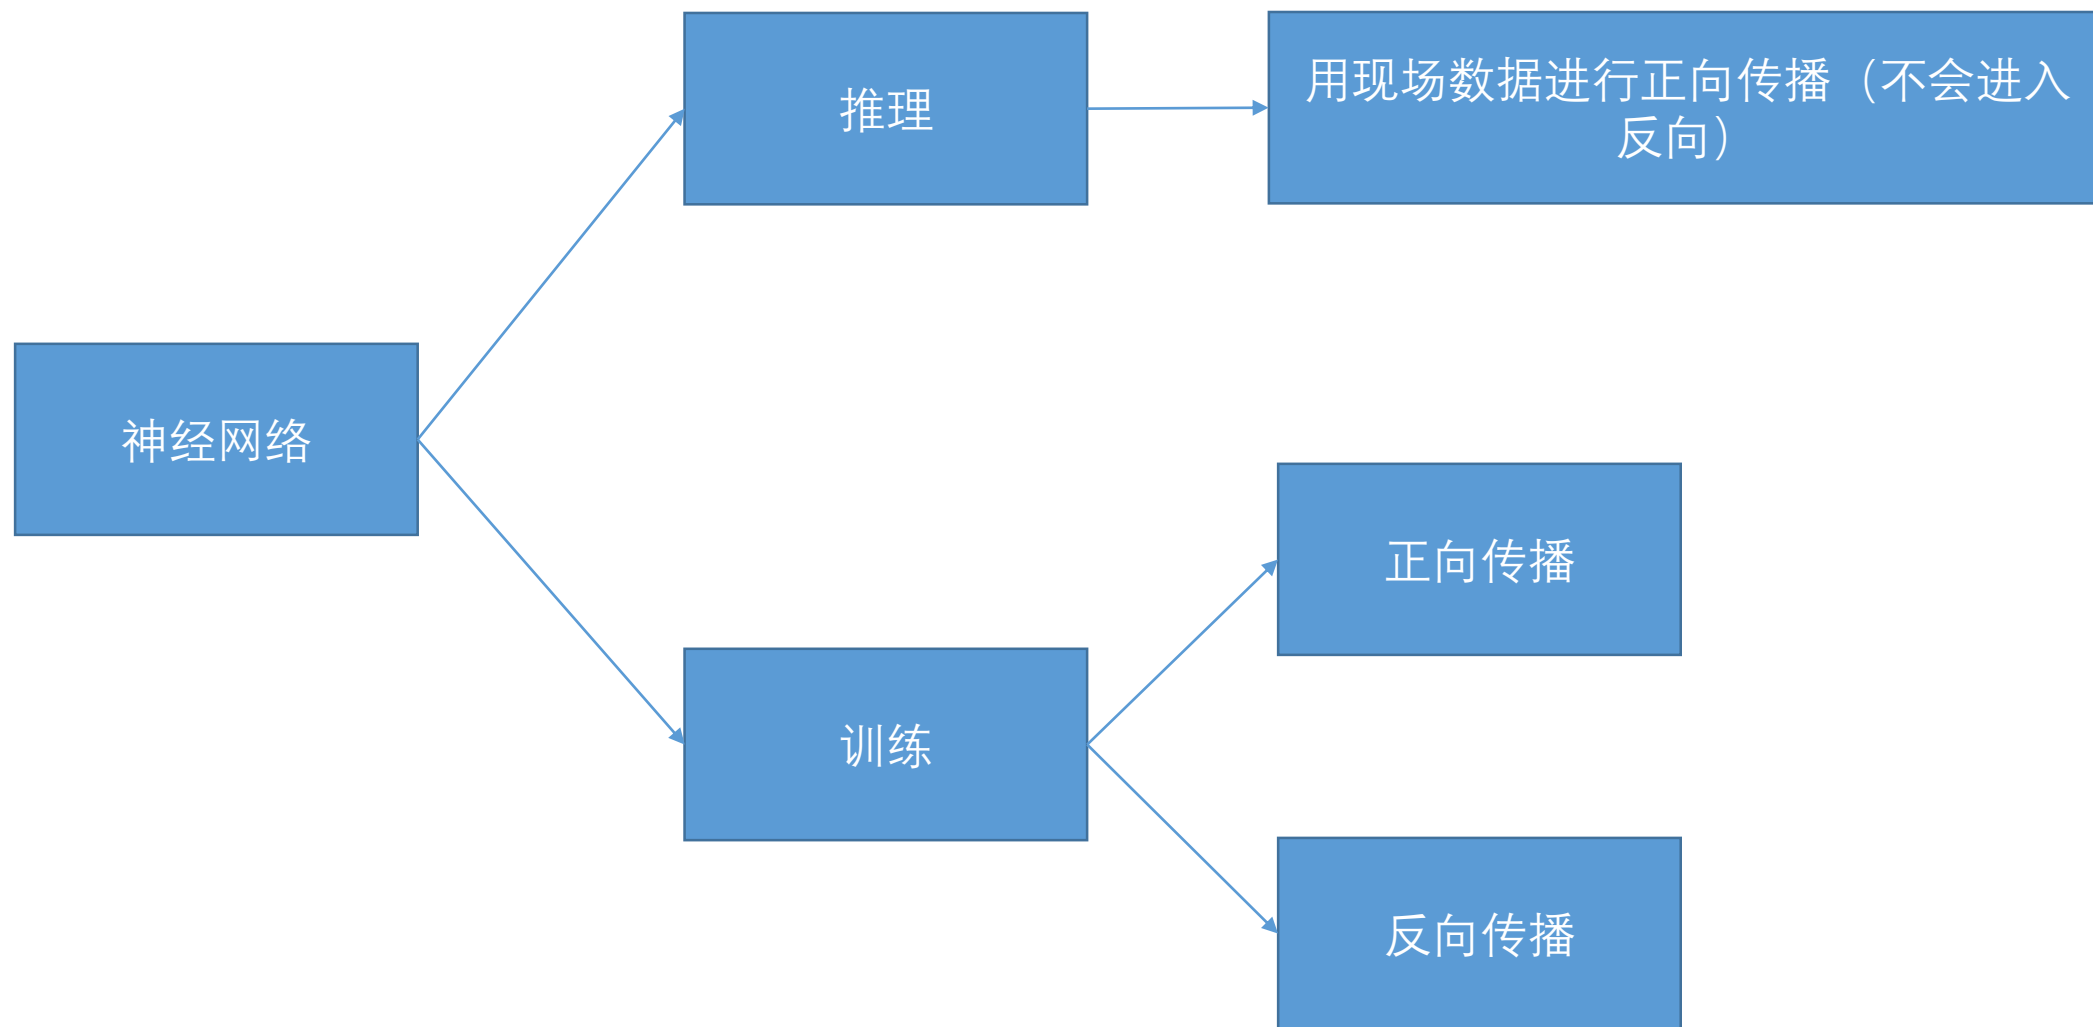 推理
用现场数据进行正向传播（不会进入
反向）
神经网络
正向传播
训练
反向传播